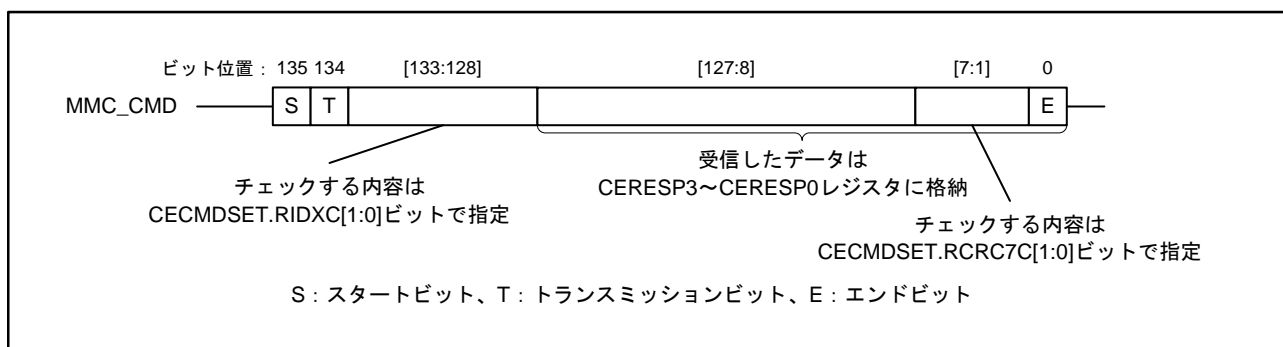 ビット位置： 135 134 [133:128] [127:8] [7:1] 0
MMC_CMD S T E
受信したデータは
CERESP3～CERESP0レジスタに格納
チェックする内容は
CECMDSET.RIDXC[1:0]ビットで指定
チェックする内容は
CECMDSET.RCRC7C[1:0]ビットで指定
S：スタートビット、T：トランスミッションビット、E：エンドビット